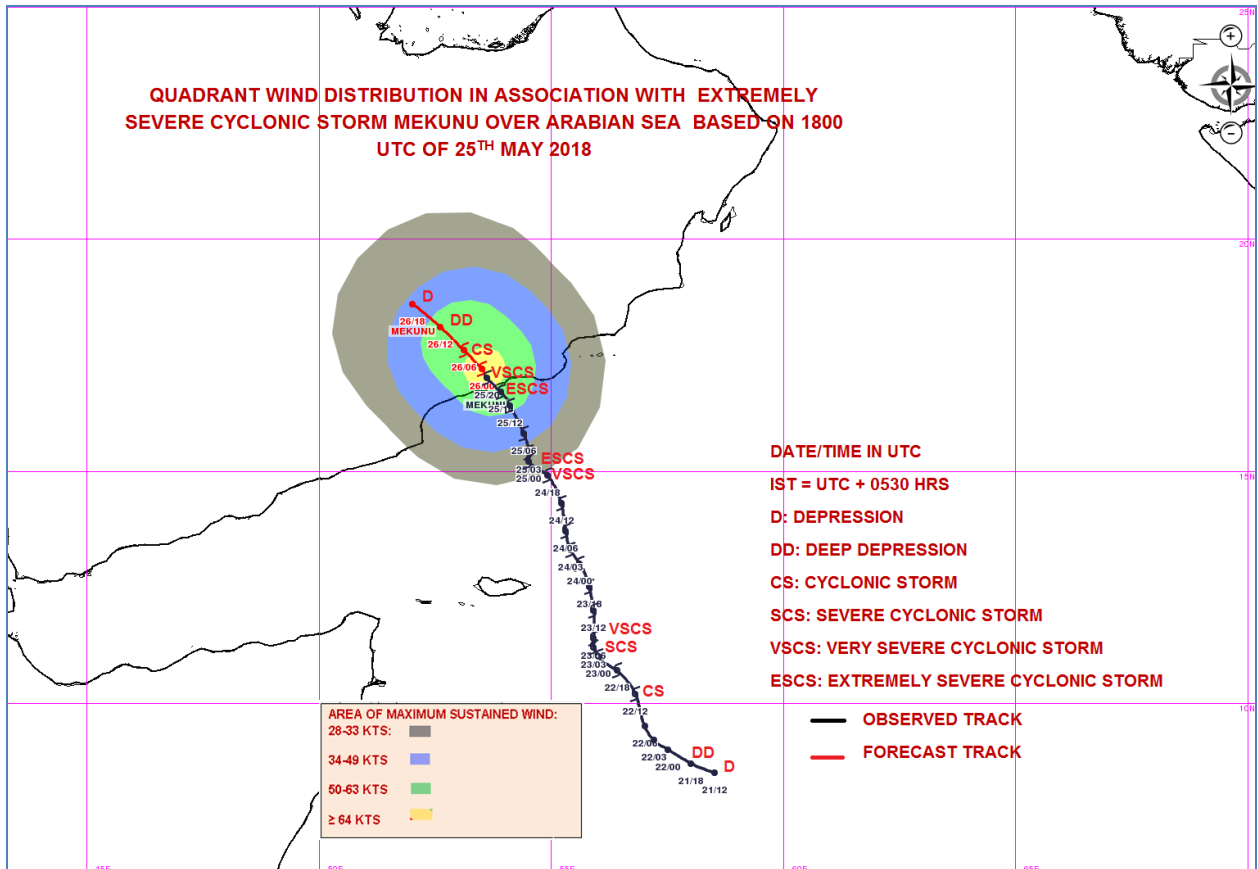 25N
QUADRANT WIND DISTRIBUTION IN ASSOCIATION WITH EXTREMELY
SEVERE CYCLONIC STORM MEKUNU OVER ARABIAN SEA BASED ON 1800
UTC OF 25TH MAY 2018
20N
D
26/18
MEKUNU
DD
26/12
CS
26/06
VSCS
26/00
ESCS
25/20
25/12
25/06
ESCS
25/03
25/00
VSCS
15N
24/18
24/12
24/06
24/03
24/00
23/18
23/12
VSCS
SCS
23/06
23/03
23/00
22/18
CS
22/12
10N
22/06
22/03
22/00
DD
21/18
D
21/12
DATE/TIME IN UTC
IST = UTC + 0530 HRS
D: DEPRESSION
DD: DEEP DEPRESSION
CS: CYCLONIC STORM
SCS: SEVERE CYCLONIC STORM
VSCS: VERY SEVERE CYCLONIC STORM
ESCS: EXTREMELY SEVERE CYCLONIC STORM
OBSERVED TRACK
FORECAST TRACK
AREA OF MAXIMUM SUSTAINED WIND:
28-33 KTS:
34-49 KTS
50-63 KTS
≥ 64 KTS